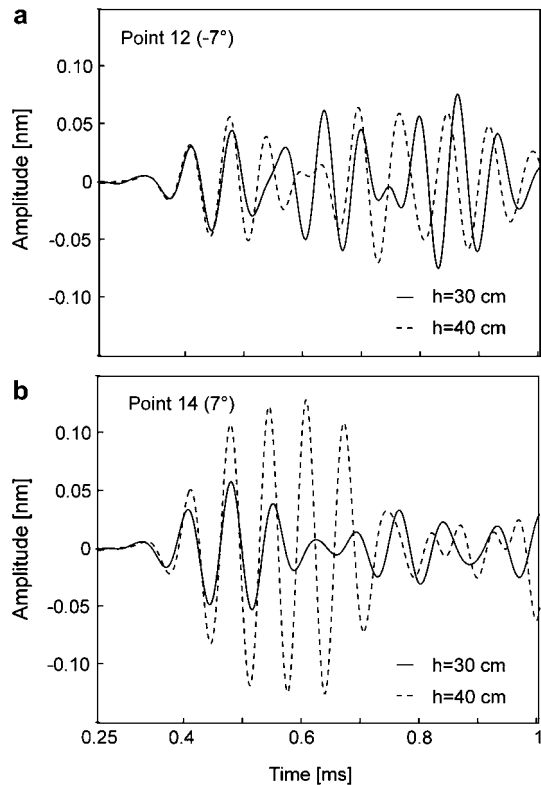 a
Point 12 (-7°)
Amplitude [nm]
0.10
0.05
0
-0.05
-0.10
h=30 cm
h=40 cm
b
Point 14 (7°)
Amplitude [nm]
0.10
0.05
0
-0.05
-0.10
h=30 cm
h=40 cm
0.25 0.4 0.6 0.8 1
Time [ms]